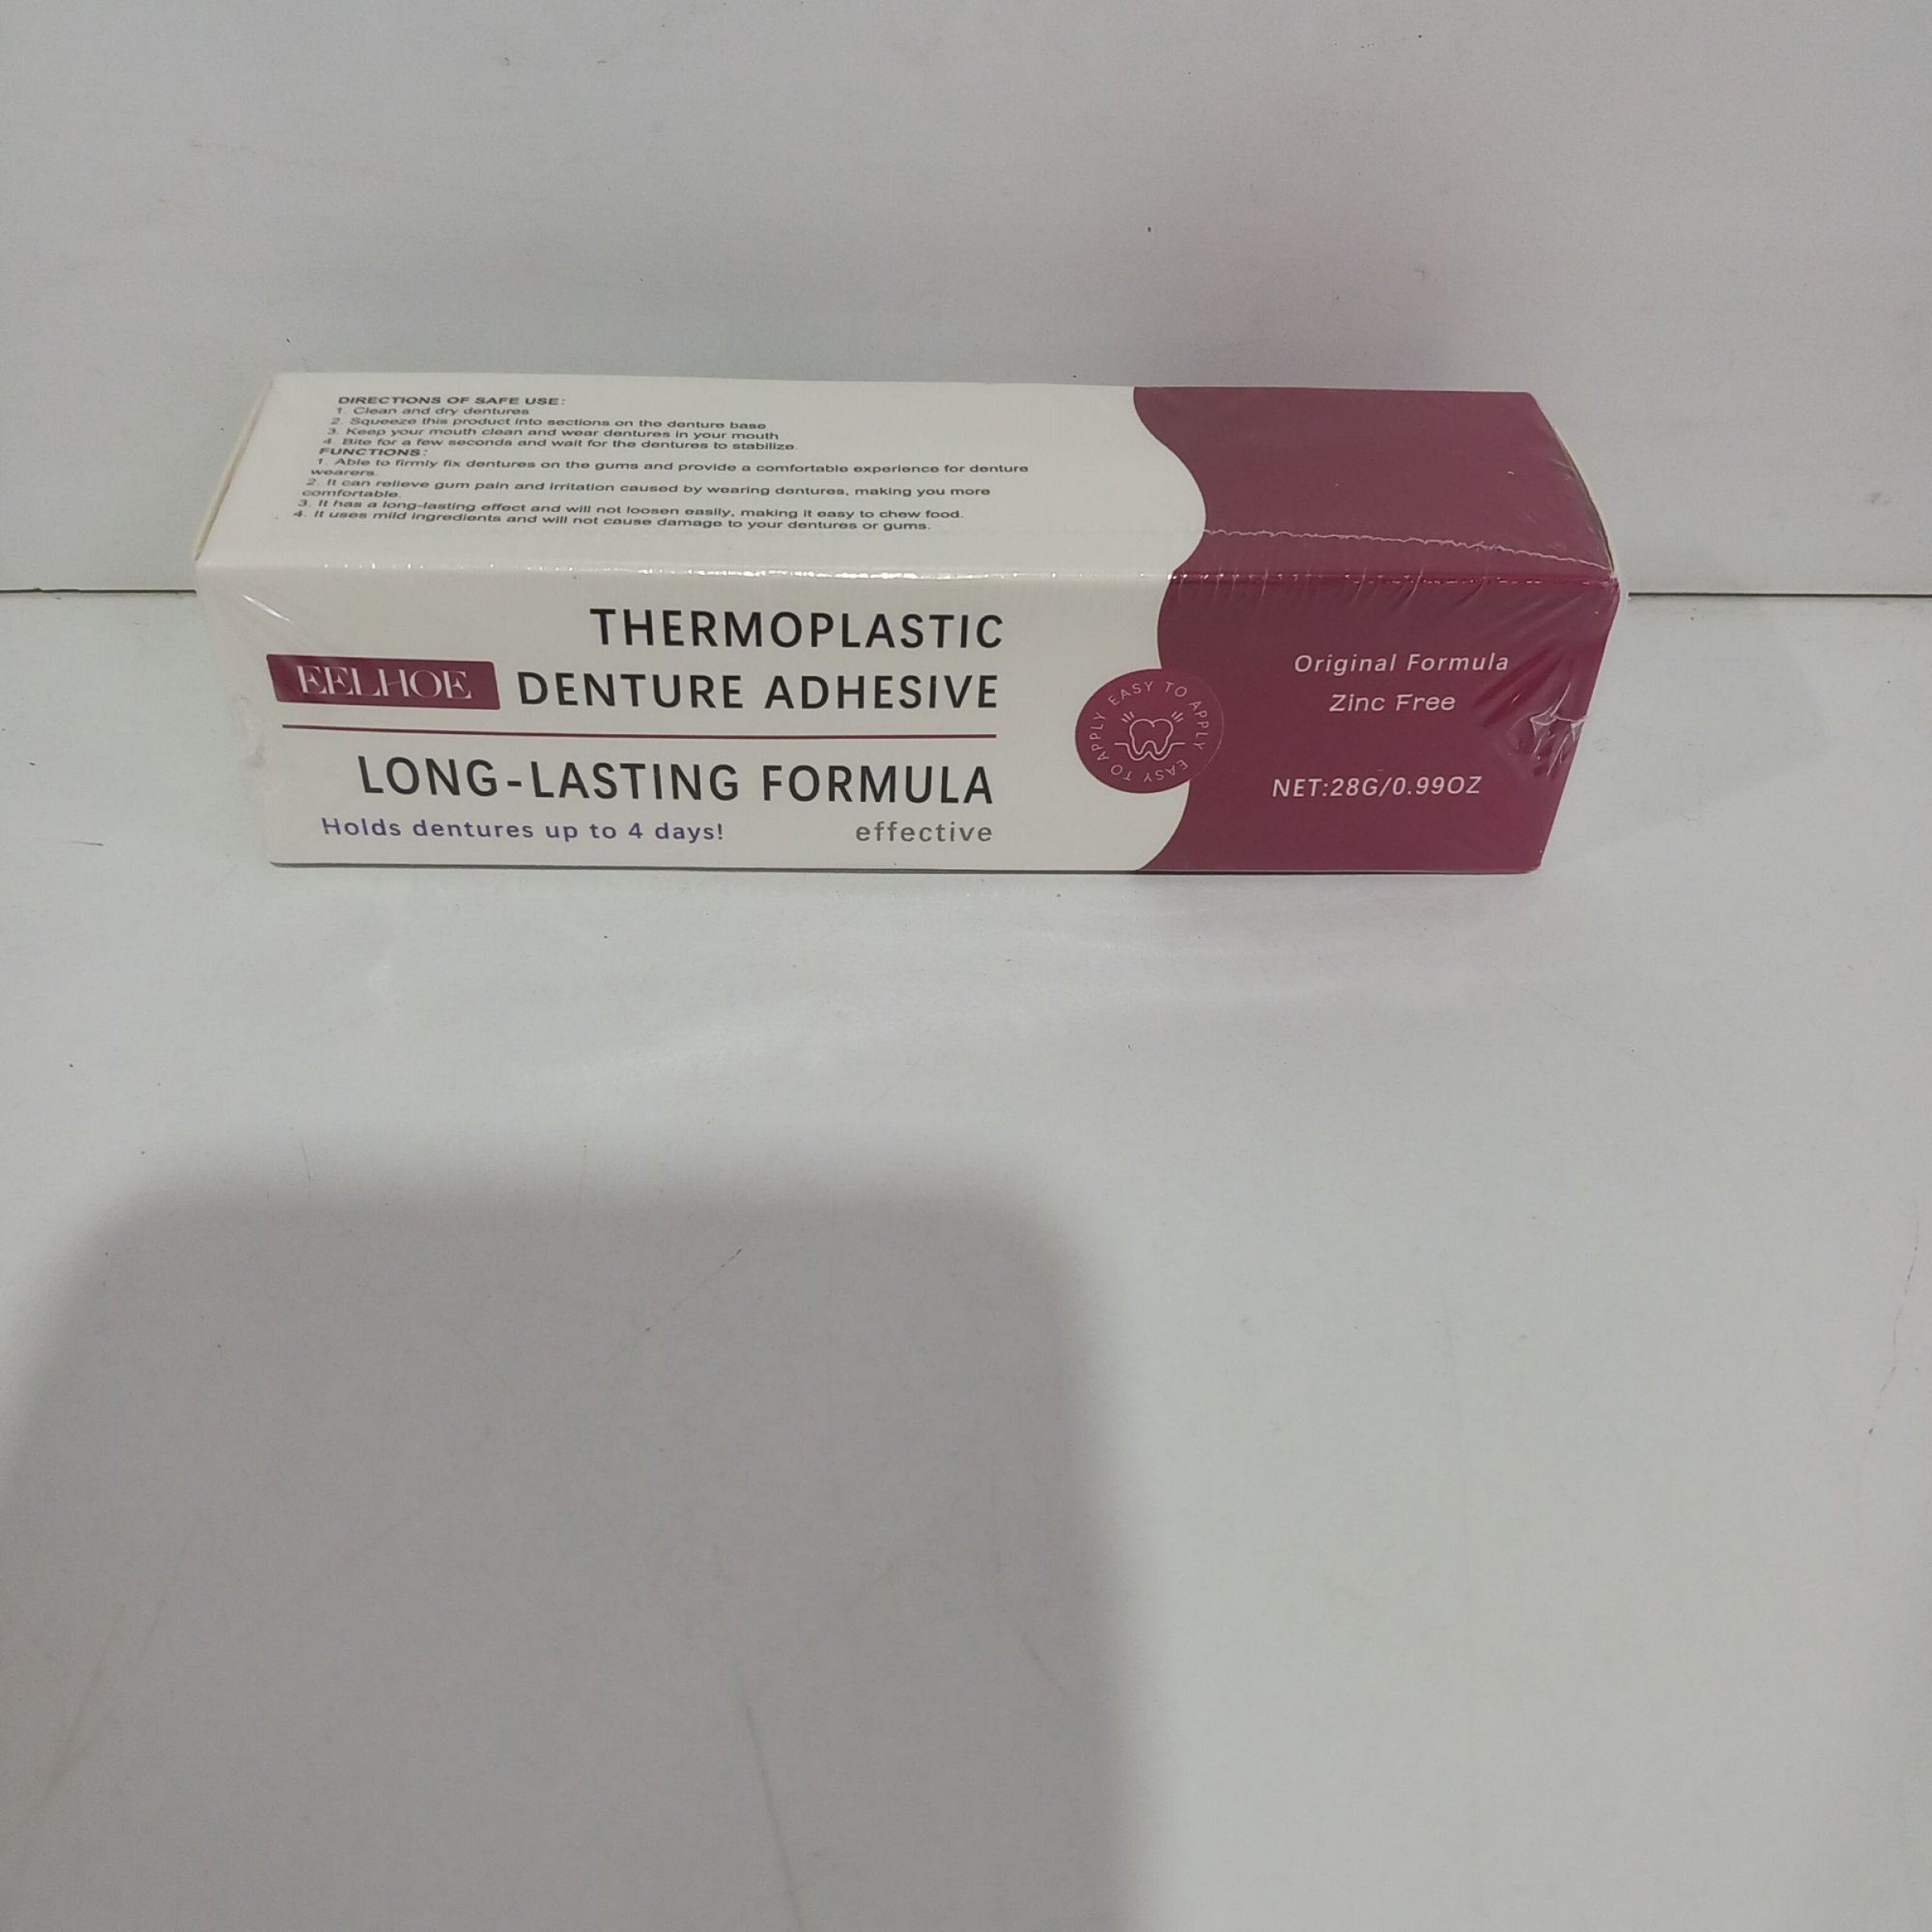 DIRECTIONS OF SAFE USE:
1. Clean and dry dentures
2. Squeeze this product into sections on the denture base
3. Keep your mouth clean and wear dentures in your mouth
4. Bite for a few seconds and wait for the dentures to stabilize.
FUNCTIONS:
1. Able to firmly fix dentures on the gums and provide a comfortable experience for denture
wearers.
2. It can relieve gum pain and irritation caused by wearing dentures, making you more
comfortable.
3. It has a long-lasting effect and will not loosen easily, making it easy to chew food.
4. It uses mild ingredients and will not cause damage to your dentures or gums.
THERMOPLASTIC
EELHOE DENTURE ADHESIVE
LONG-LASTING FORMULA
Holds dentures up to 4 days! effective
EASY TO APPLY EASY TO APPLY
Original Formula
Zinc Free
NET:28G/0.99OZ